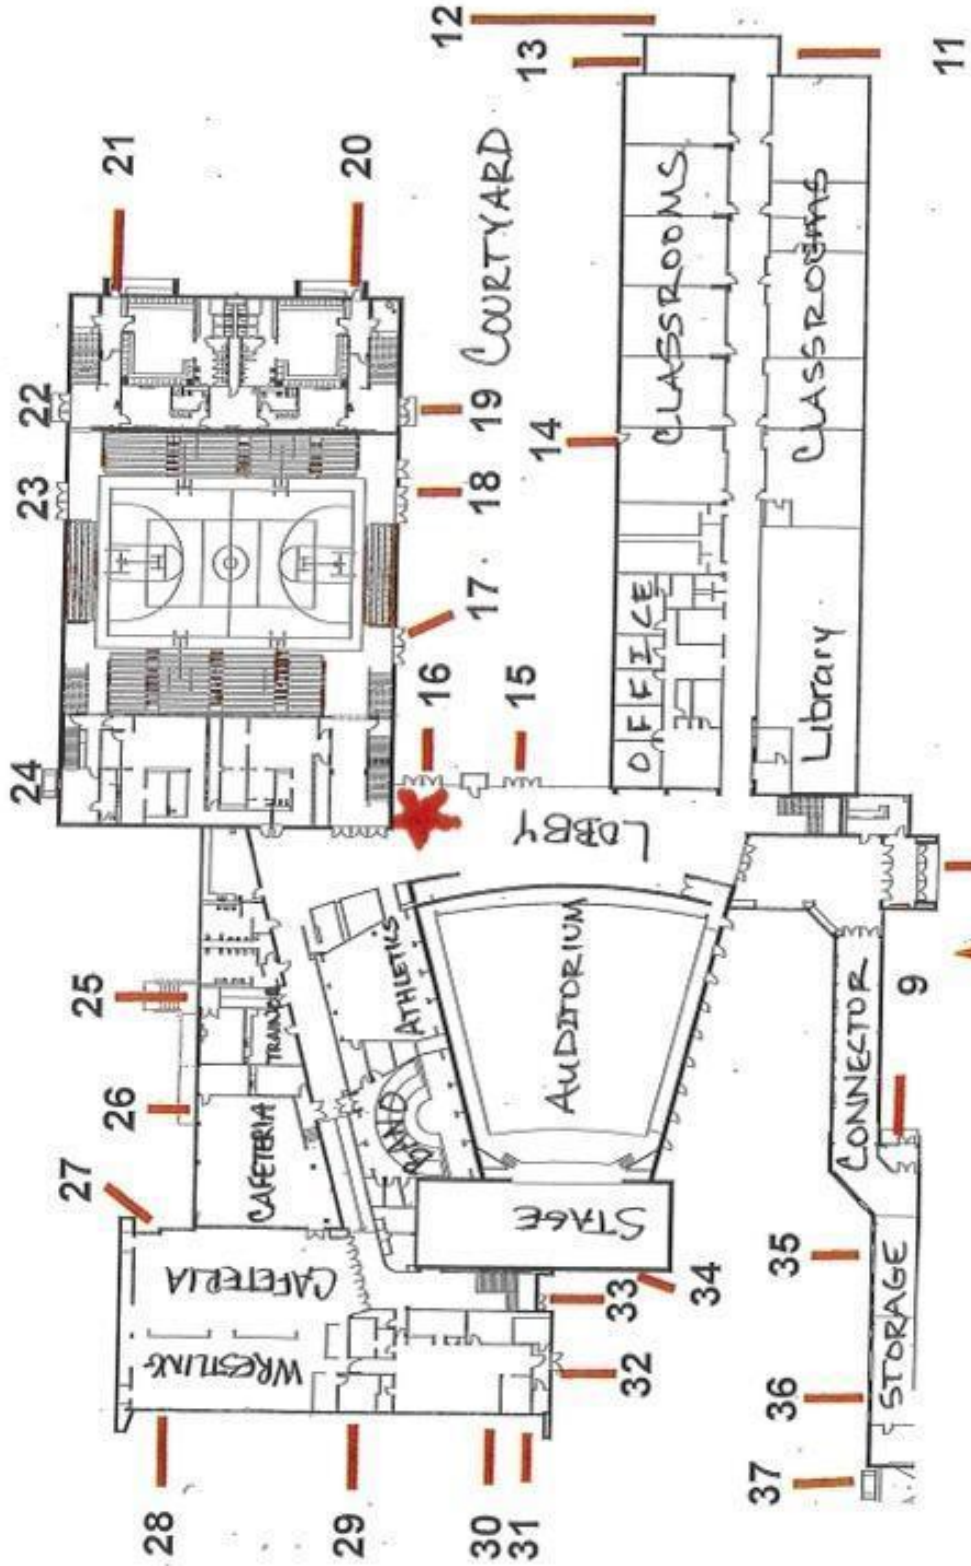 12
13
11
21
20
COURTYARD
22
23
24
19
18
17
16
15
14
CLASSROOMS
CLASSROOMS
OFFICE
Library
LOBBY
25
26
27
TRAINOR
ATHLETICS
AUDITORIUM
BAND
CAFETERIA
CAFETERIA
WRESTLING
STAGE
CONNECTOR
9
STORAGE
28
29
30
31
32
33
34
35
36
37